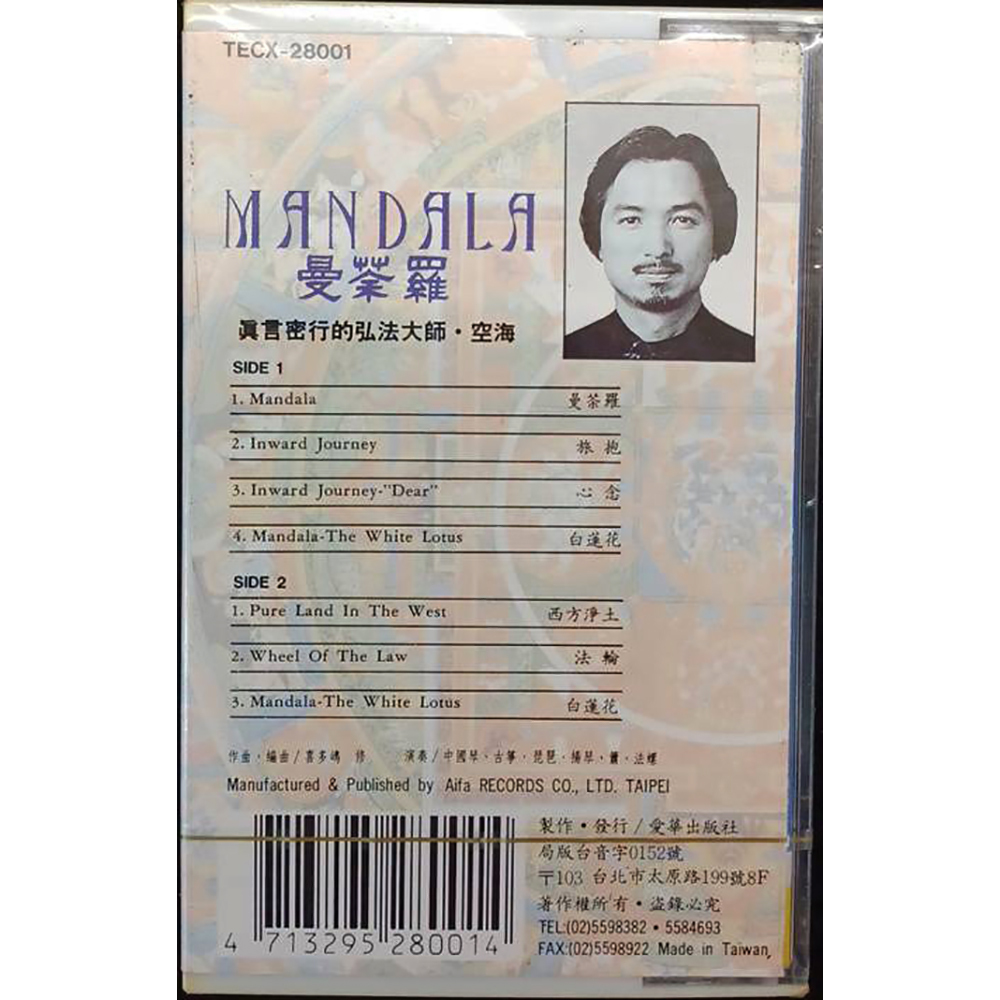 TECX-28001
MANDALA
曼荼羅
眞言密行的弘法大師・空海
SIDE 1
1. Mandala 曼荼羅
2. Inward Journey 旅抱
3. Inward Journey-"Dear" 心念
4. Mandala-The White Lotus 白蓮花
SIDE 2
1. Pure Land In The West 西方淨土
2. Wheel Of The Law 法輪
3. Mandala-The White Lotus 白蓮花
作曲・編曲/喜多嶋 修 演奏/中國琴・古箏・琵琶・揚琴・簫・法螺
Manufactured & Published by Aifa RECORDS CO., LTD. TAIPEI
製作・發行/愛華出版社
局版台音字0152號
〒103 台北市太原路199號8F
著作權所有・盜錄必究
TEL:(02)5598382・5584693
FAX:(02)5598922 Made in Taiwan
4 713295 280014